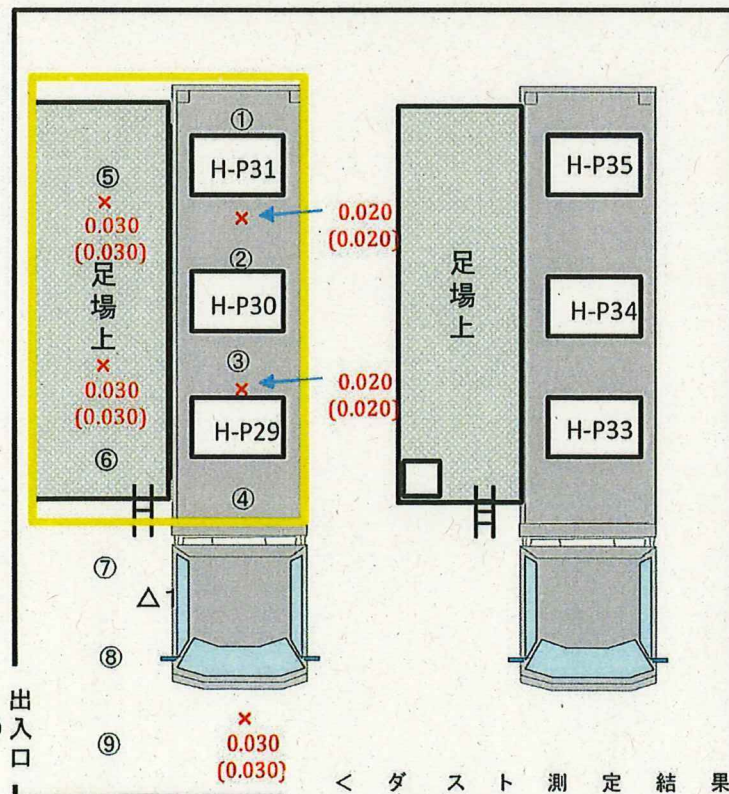 ①
H-P31
⑤
×
0.030
(0.030)
×
0.020
(0.020)
②
H-P30
足場上
③
×
0.030
(0.030)
×
0.020
(0.020)
H-P29
⑥
④
⑦
△
⑧
出入口
⑨
×
0.030
(0.030)
H-P35
足場上
H-P34
H-P33
<ダスト測定結果